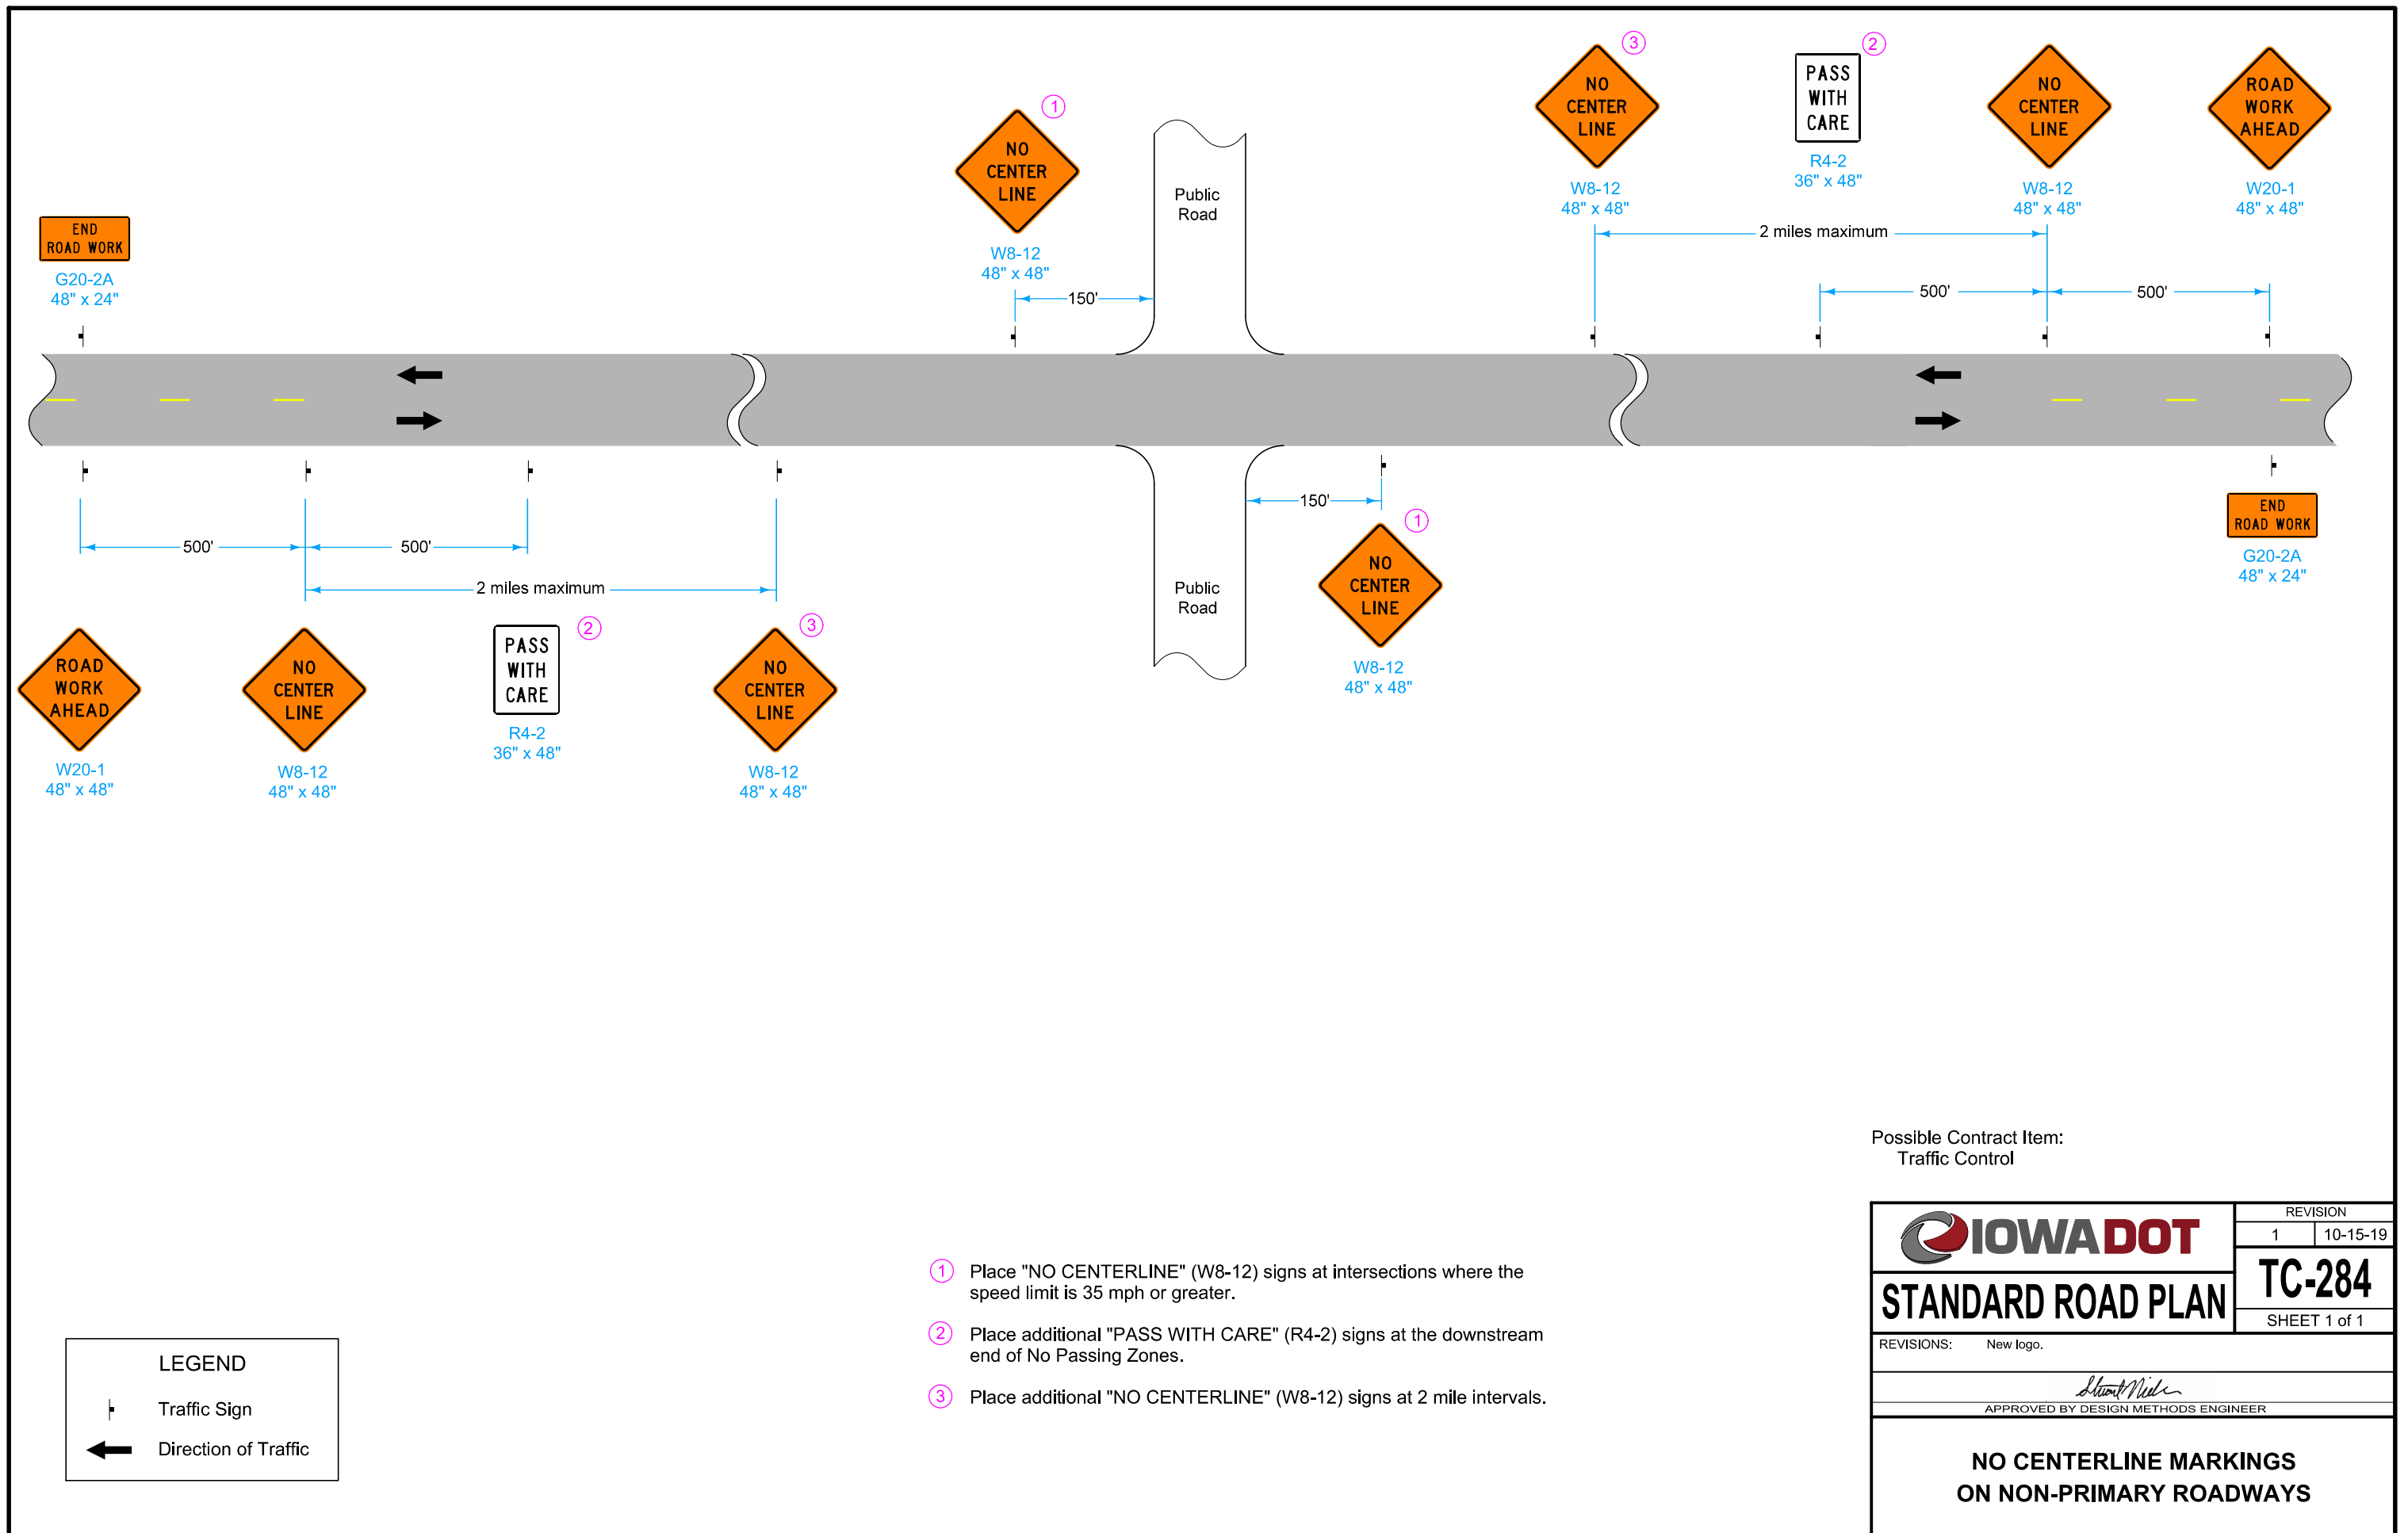 NO
CENTER
LINE
3
PASS
WITH
CARE
2
NO
CENTER
LINE
ROAD
WORK
AHEAD
W8-12
48" x 48"
R4-2
36" x 48"
W8-12
48" x 48"
W20-1
48" x 48"
NO
CENTER
LINE
1
W8-12
48" x 48"
Public
Road
END
ROAD WORK
G20-2A
48" x 24"
2 miles maximum
150'
500'
500'
500'
500'
2 miles maximum
150'
ROAD
WORK
AHEAD
W20-1
48" x 48"
NO
CENTER
LINE
W8-12
48" x 48"
PASS
WITH
CARE
2
R4-2
36" x 48"
NO
CENTER
LINE
3
W8-12
48" x 48"
Public
Road
NO
CENTER
LINE
1
W8-12
48" x 48"
END
ROAD WORK
G20-2A
48" x 24"
Possible Contract Item:
Traffic Control
1 Place "NO CENTERLINE" (W8-12) signs at intersections where the
speed limit is 35 mph or greater.
2 Place additional "PASS WITH CARE" (R4-2) signs at the downstream
end of No Passing Zones.
3 Place additional "NO CENTERLINE" (W8-12) signs at 2 mile intervals.
LEGEND
Traffic Sign
Direction of Traffic
IOWADOT
REVISION
1 10-15-19
STANDARD ROAD PLAN
TC-284
SHEET 1 of 1
REVISIONS: New logo.
APPROVED BY DESIGN METHODS ENGINEER
NO CENTERLINE MARKINGS
ON NON-PRIMARY ROADWAYS